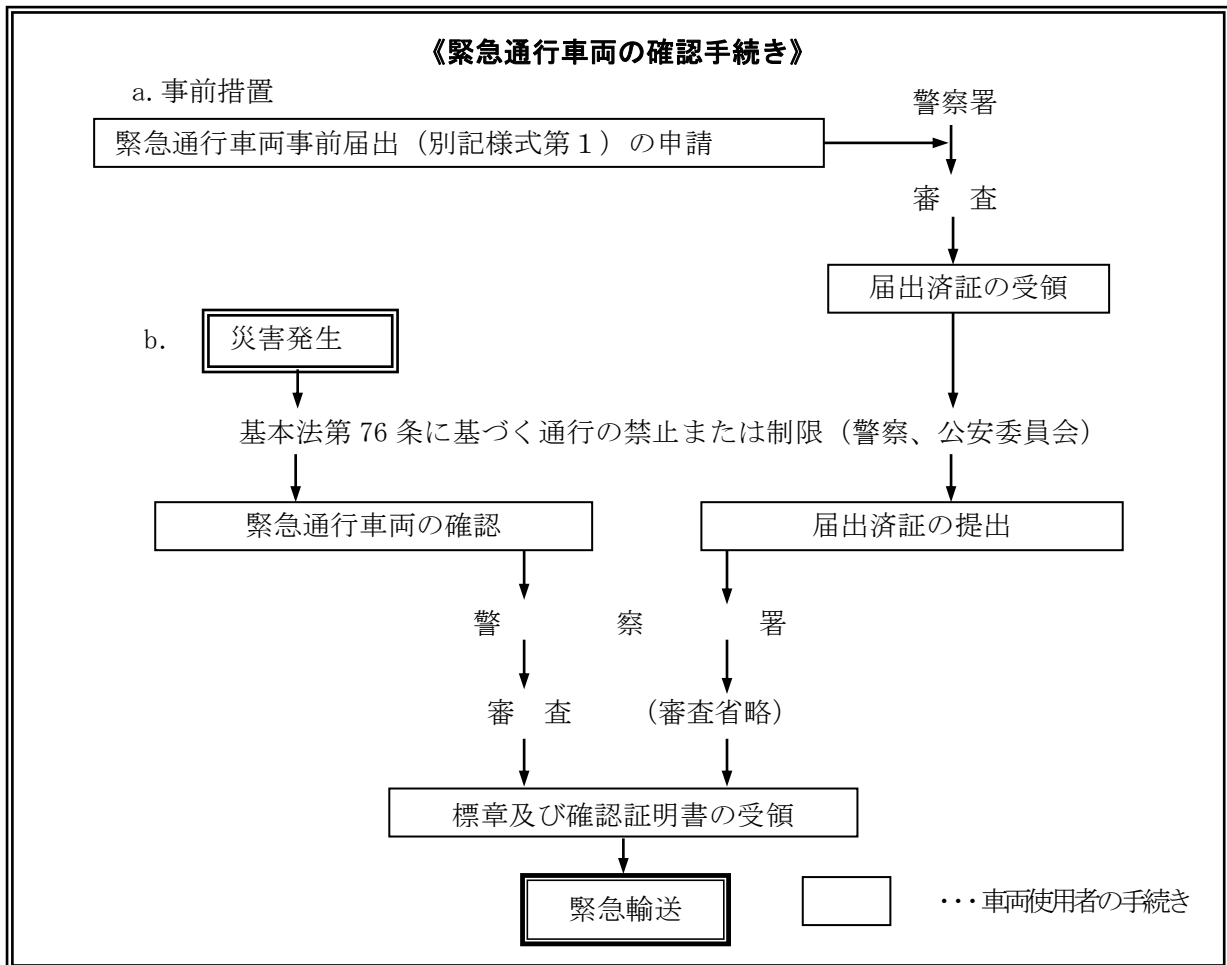 《緊急通行車両の確認手続き》
a. 事前措置
警察署
緊急通行車両事前届出（別記様式第１）の申請
審　査
届出済証の受領
b.
災害発生
基本法第 76 条に基づく通行の禁止または制限（警察、公安委員会）
緊急通行車両の確認
届出済証の提出
警　　察　　署
審　査
（審査省略）
標章及び確認証明書の受領
緊急輸送
・・・車両使用者の手続き